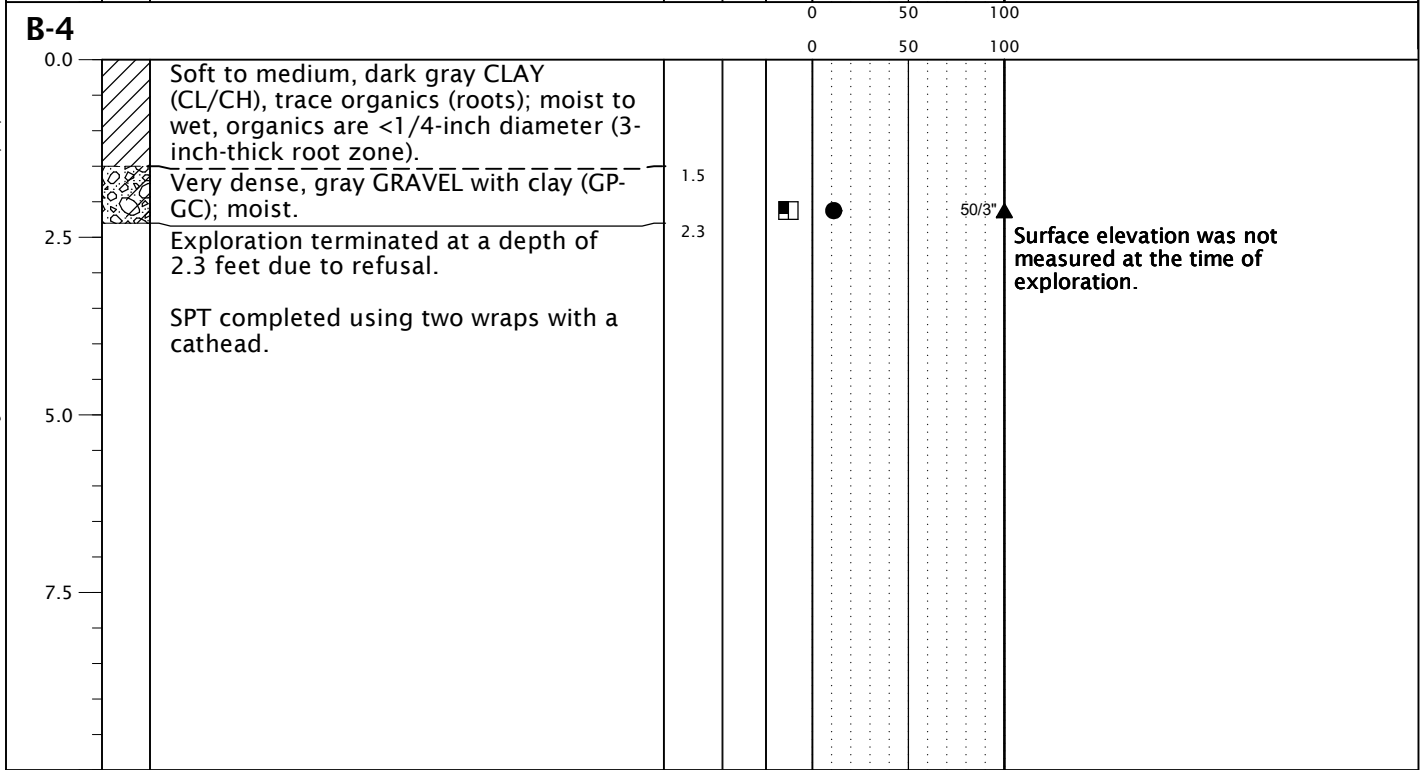 0 50 100
B-4
0 50 100
0.0
Soft to medium, dark gray CLAY
(CL/CH), trace organics (roots); moist to
wet, organics are <1/4-inch diameter (3-
inch-thick root zone).
1.5
Very dense, gray GRAVEL with clay (GP-
GC); moist.
50/3"
2.3
2.5
Exploration terminated at a depth of
2.3 feet due to refusal.
Surface elevation was not
measured at the time of
exploration.
SPT completed using two wraps with a
cathead.
5.0
7.5